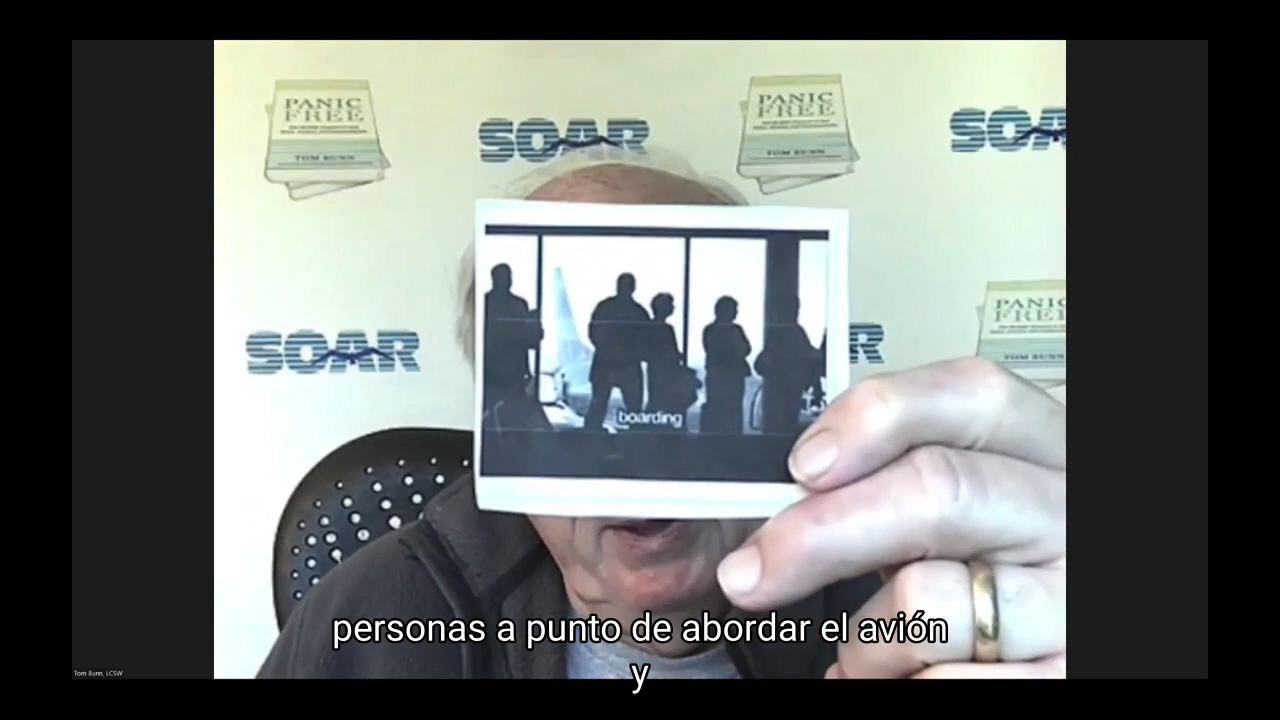 PANIC
FREE
TOM BUNN
SOAR
PANIC
FREE
TOM BUNN
SOA
SOAR
boarding
R
PANIC
FREE
TOM BUNN
personas a punto de abordar el avión
y
Tom Bunn, LCSW